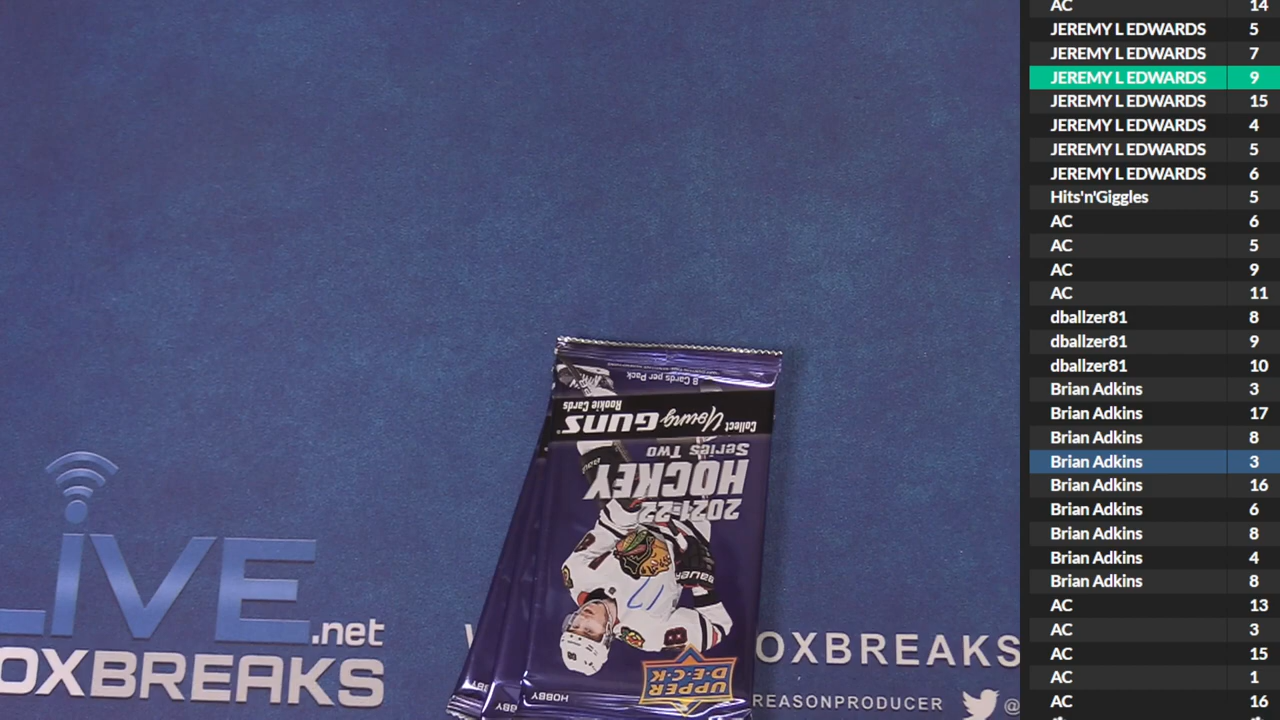 AC 14
JEREMY L EDWARDS 5
JEREMY L EDWARDS 7
JEREMY L EDWARDS 9
JEREMY L EDWARDS 15
JEREMY L EDWARDS 4
JEREMY L EDWARDS 5
JEREMY L EDWARDS 6
Hits'n'Giggles 5
AC 6
AC 5
AC 9
AC 11
dballzer81 8
dballzer81 9
dballzer81 10
Brian Adkins 3
Brian Adkins 17
Brian Adkins 8
Brian Adkins 3
Brian Adkins 16
Brian Adkins 6
Brian Adkins 8
Brian Adkins 4
Brian Adkins 8
AC 13
AC 3
AC 15
AC 1
AC 16
8 Cards per Pack
Collect Young Guns
Rookie Cards
SERIES TWO
HOCKEY
2021-22
17
UPPER
D·E·C·K
HOBBY
LIVE.net
OXBREAKS
OXBREAKS
REASONPRODUCER
@